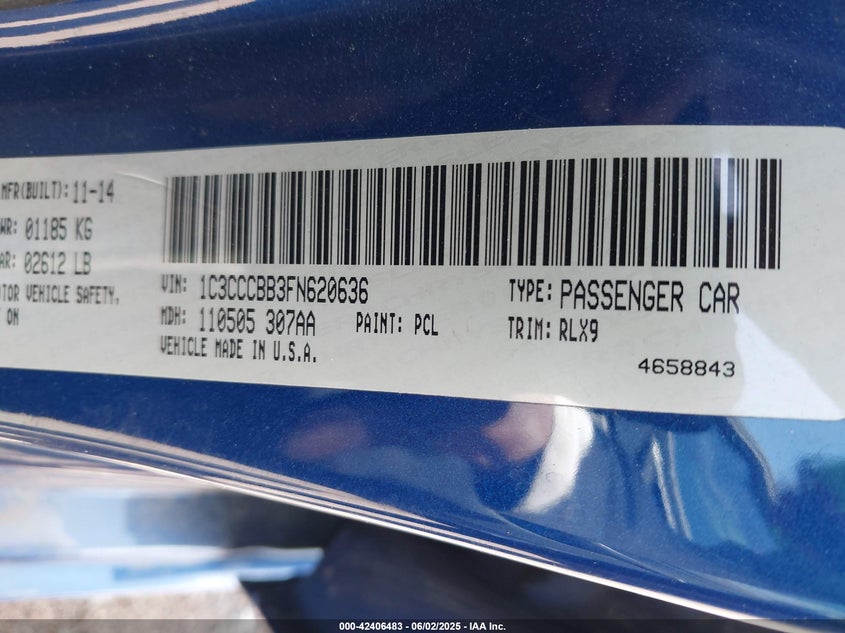 MFR(BUILT): 11-14
WR: 01185 KG
AR: 02612 LB
TOR VEHICLE SAFETY,
ON
VIN: 1C3CCCBB3FN620636
TYPE: PASSENGER CAR
MDH: 110505 307AA
PAINT: PCL
TRIM: RLX9
VEHICLE MADE IN U.S.A.
4658843
000-42406483 - 06/02/2025 - IAA Inc.